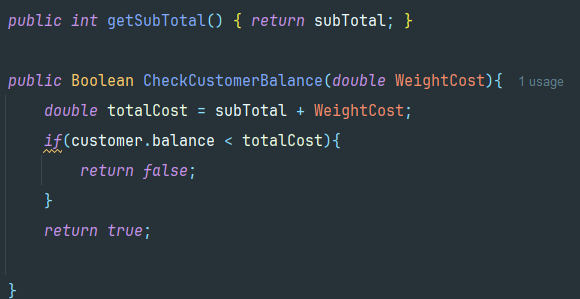 public int getSubTotal() { return subTotal; }
public Boolean CheckCustomerBalance(double WeightCost){ 1 usage
double totalCost = subTotal + WeightCost;
if(customer.balance < totalCost){
return false;
}
return true;
}